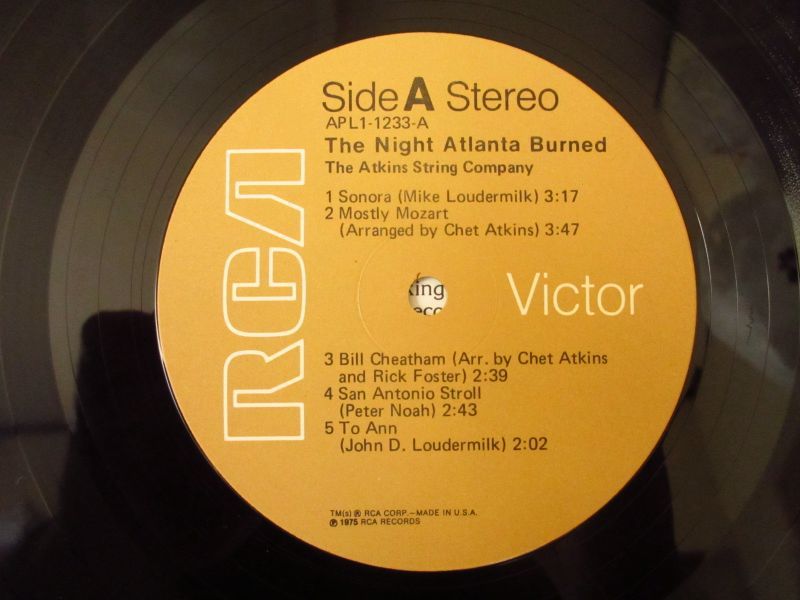 Side A Stereo
APL1-1233-A
The Night Atlanta Burned
The Atkins String Company
1 Sonora (Mike Loudermilk) 3:17
2 Mostly Mozart
(Arranged by Chet Atkins) 3:47
RCA
Victor
3 Bill Cheatham (Arr. by Chet Atkins
and Rick Foster) 2:39
4 San Antonio Stroll
(Peter Noah) 2:43
5 To Ann
(John D. Loudermilk) 2:02
TM(s) ® RCA CORP.—MADE IN U.S.A.
℗ 1975 RCA RECORDS